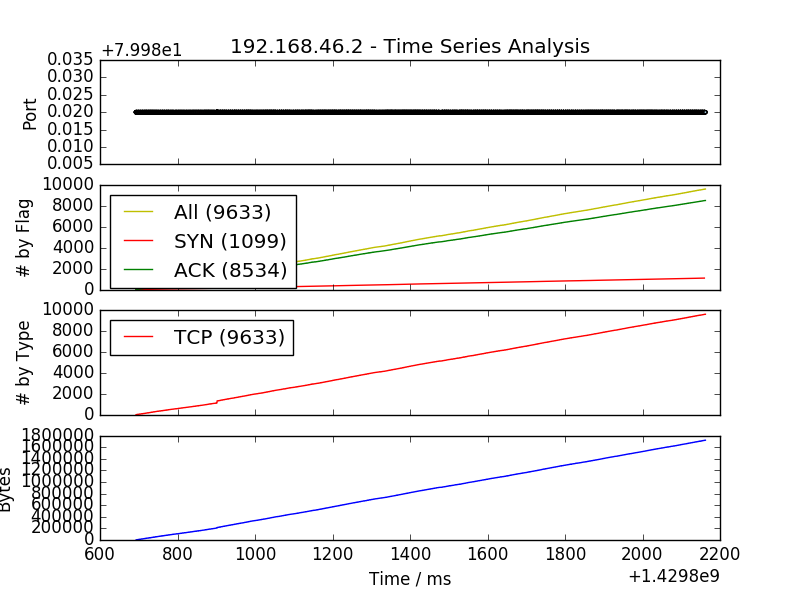 +7.998e1
192.168.46.2 - Time Series Analysis
0.035
0.030
0.025
0.020
0.015
0.010
0.005
Port
10000
8000
6000
4000
2000
0
# by Flag
All (9633)
SYN (1099)
ACK (8534)
10000
8000
6000
4000
2000
0
# by Type
TCP (9633)
1800000
1600000
1400000
1200000
1000000
800000
600000
400000
200000
0
Bytes
600 800 1000 1200 1400 1600 1800 2000 2200
Time / ms
+1.4298e9